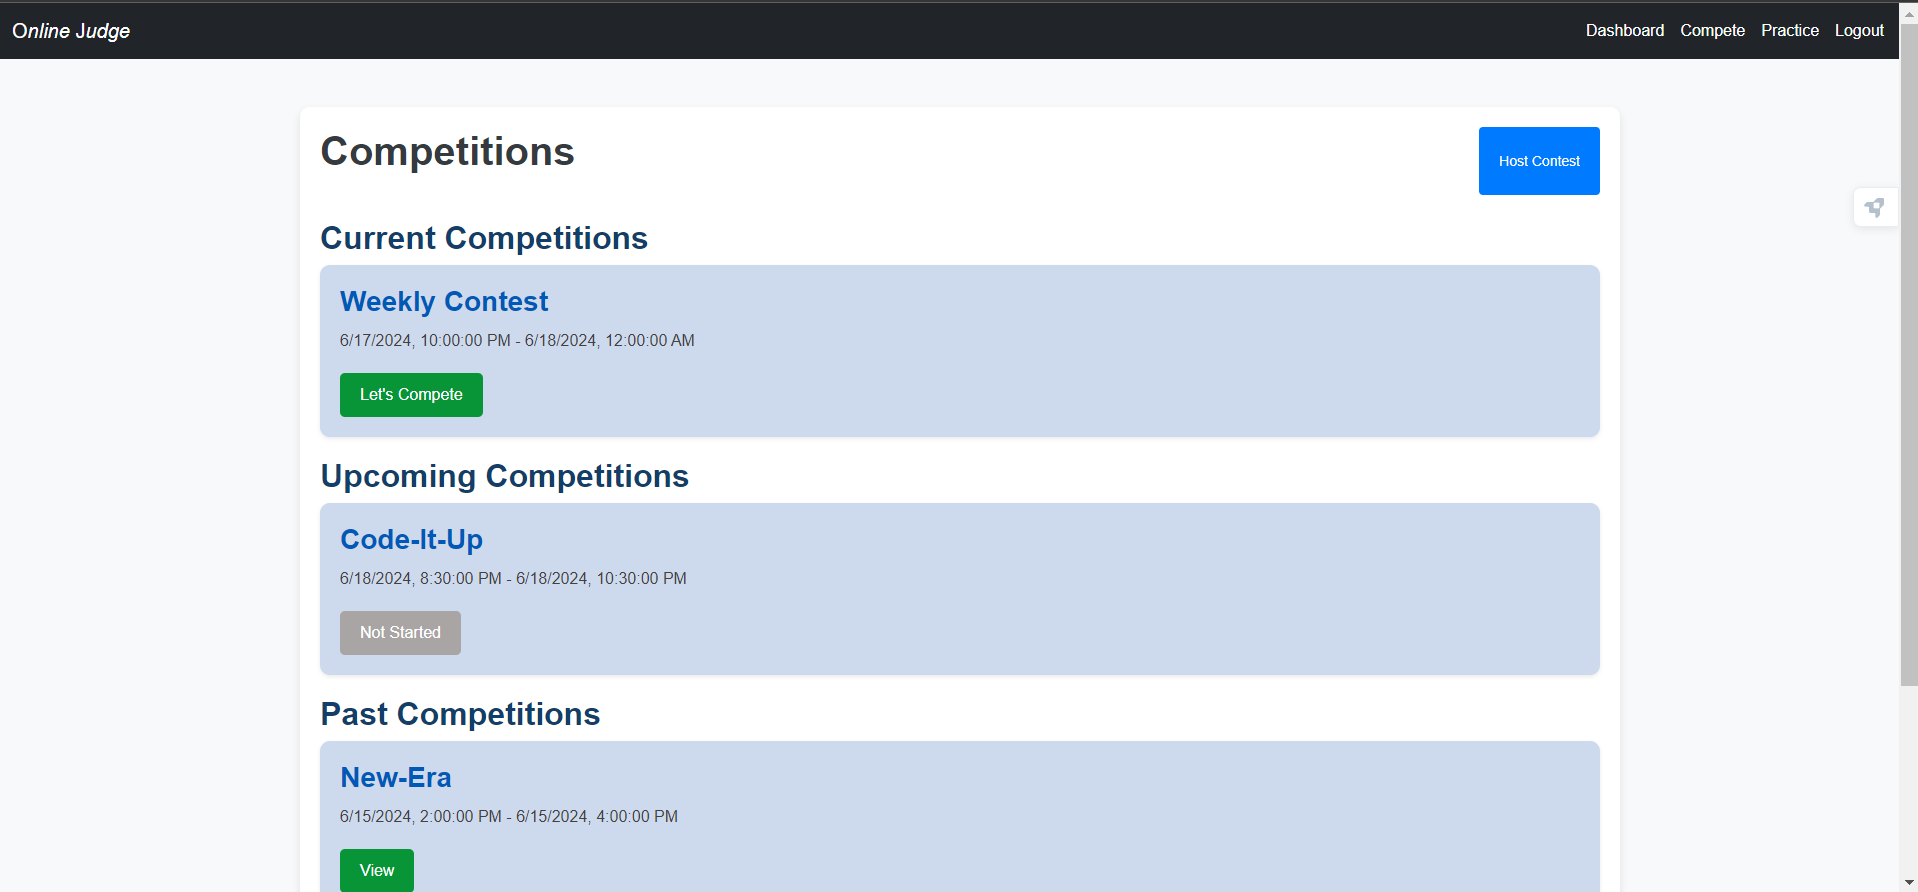 Online Judge
Dashboard Compete Practice Logout
Competitions
Host Contest
Current Competitions
Weekly Contest
6/17/2024, 10:00:00 PM - 6/18/2024, 12:00:00 AM
Let's Compete
Upcoming Competitions
Code-It-Up
6/18/2024, 8:30:00 PM - 6/18/2024, 10:30:00 PM
Not Started
Past Competitions
New-Era
6/15/2024, 2:00:00 PM - 6/15/2024, 4:00:00 PM
View